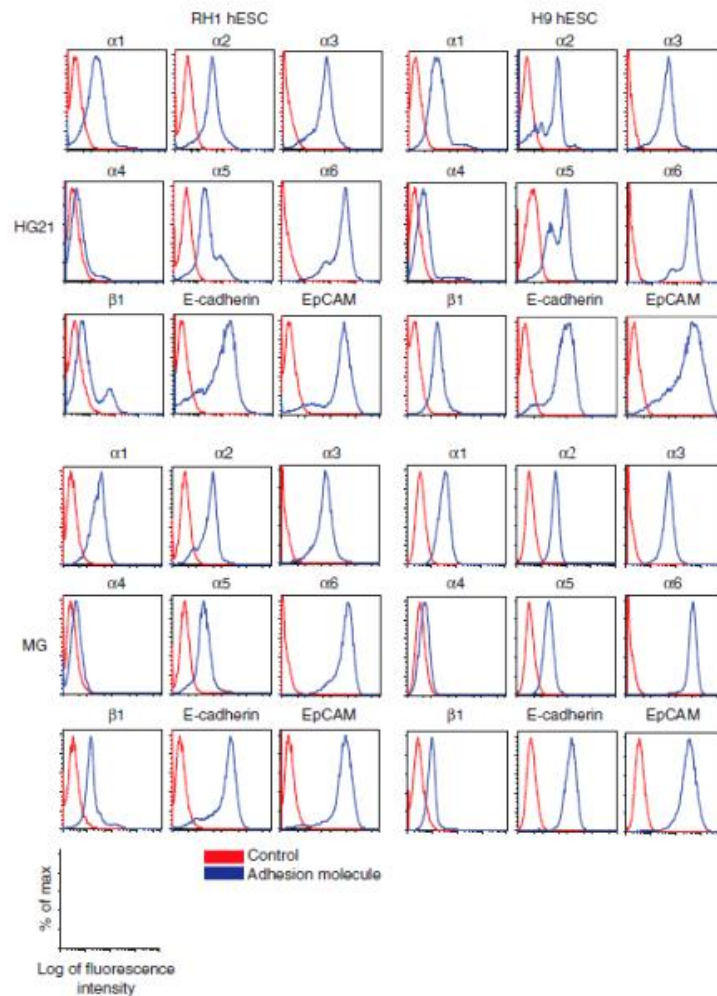 RH1 hESC H9 hESC
α1 α2 α3 α1 α2 α3
α4 α5 α6 α4 α5 α6
HG21
β1 E-cadherin EpCAM β1 E-cadherin EpCAM
α1 α2 α3 α1 α2 α3
α4 α5 α6 α4 α5 α6
MG
β1 E-cadherin EpCAM β1 E-cadherin EpCAM
Control
Adhesion molecule
% of max
Log of fluorescence
intensity